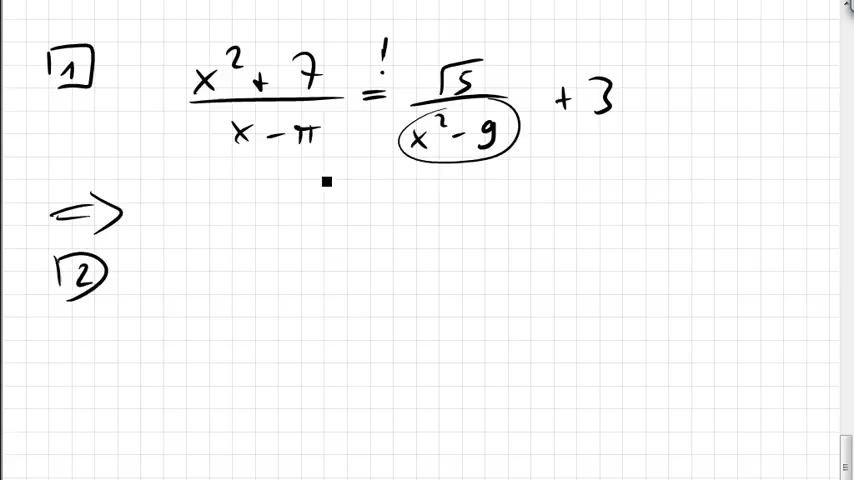 1 (x² + 7)/(x - π) =! √5/(x² - 9) + 3
⇒
2